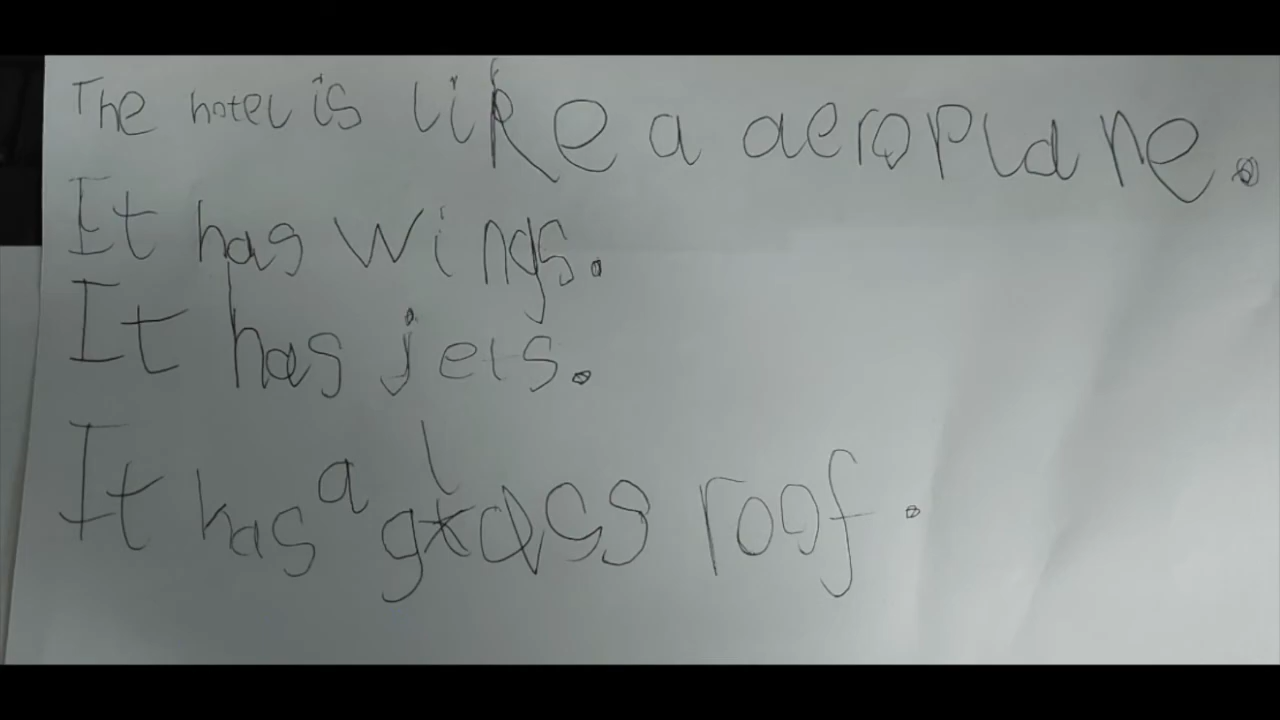 The hotel is like a aeroplane.
It has wings.
It has jets.
It has a glass roof.